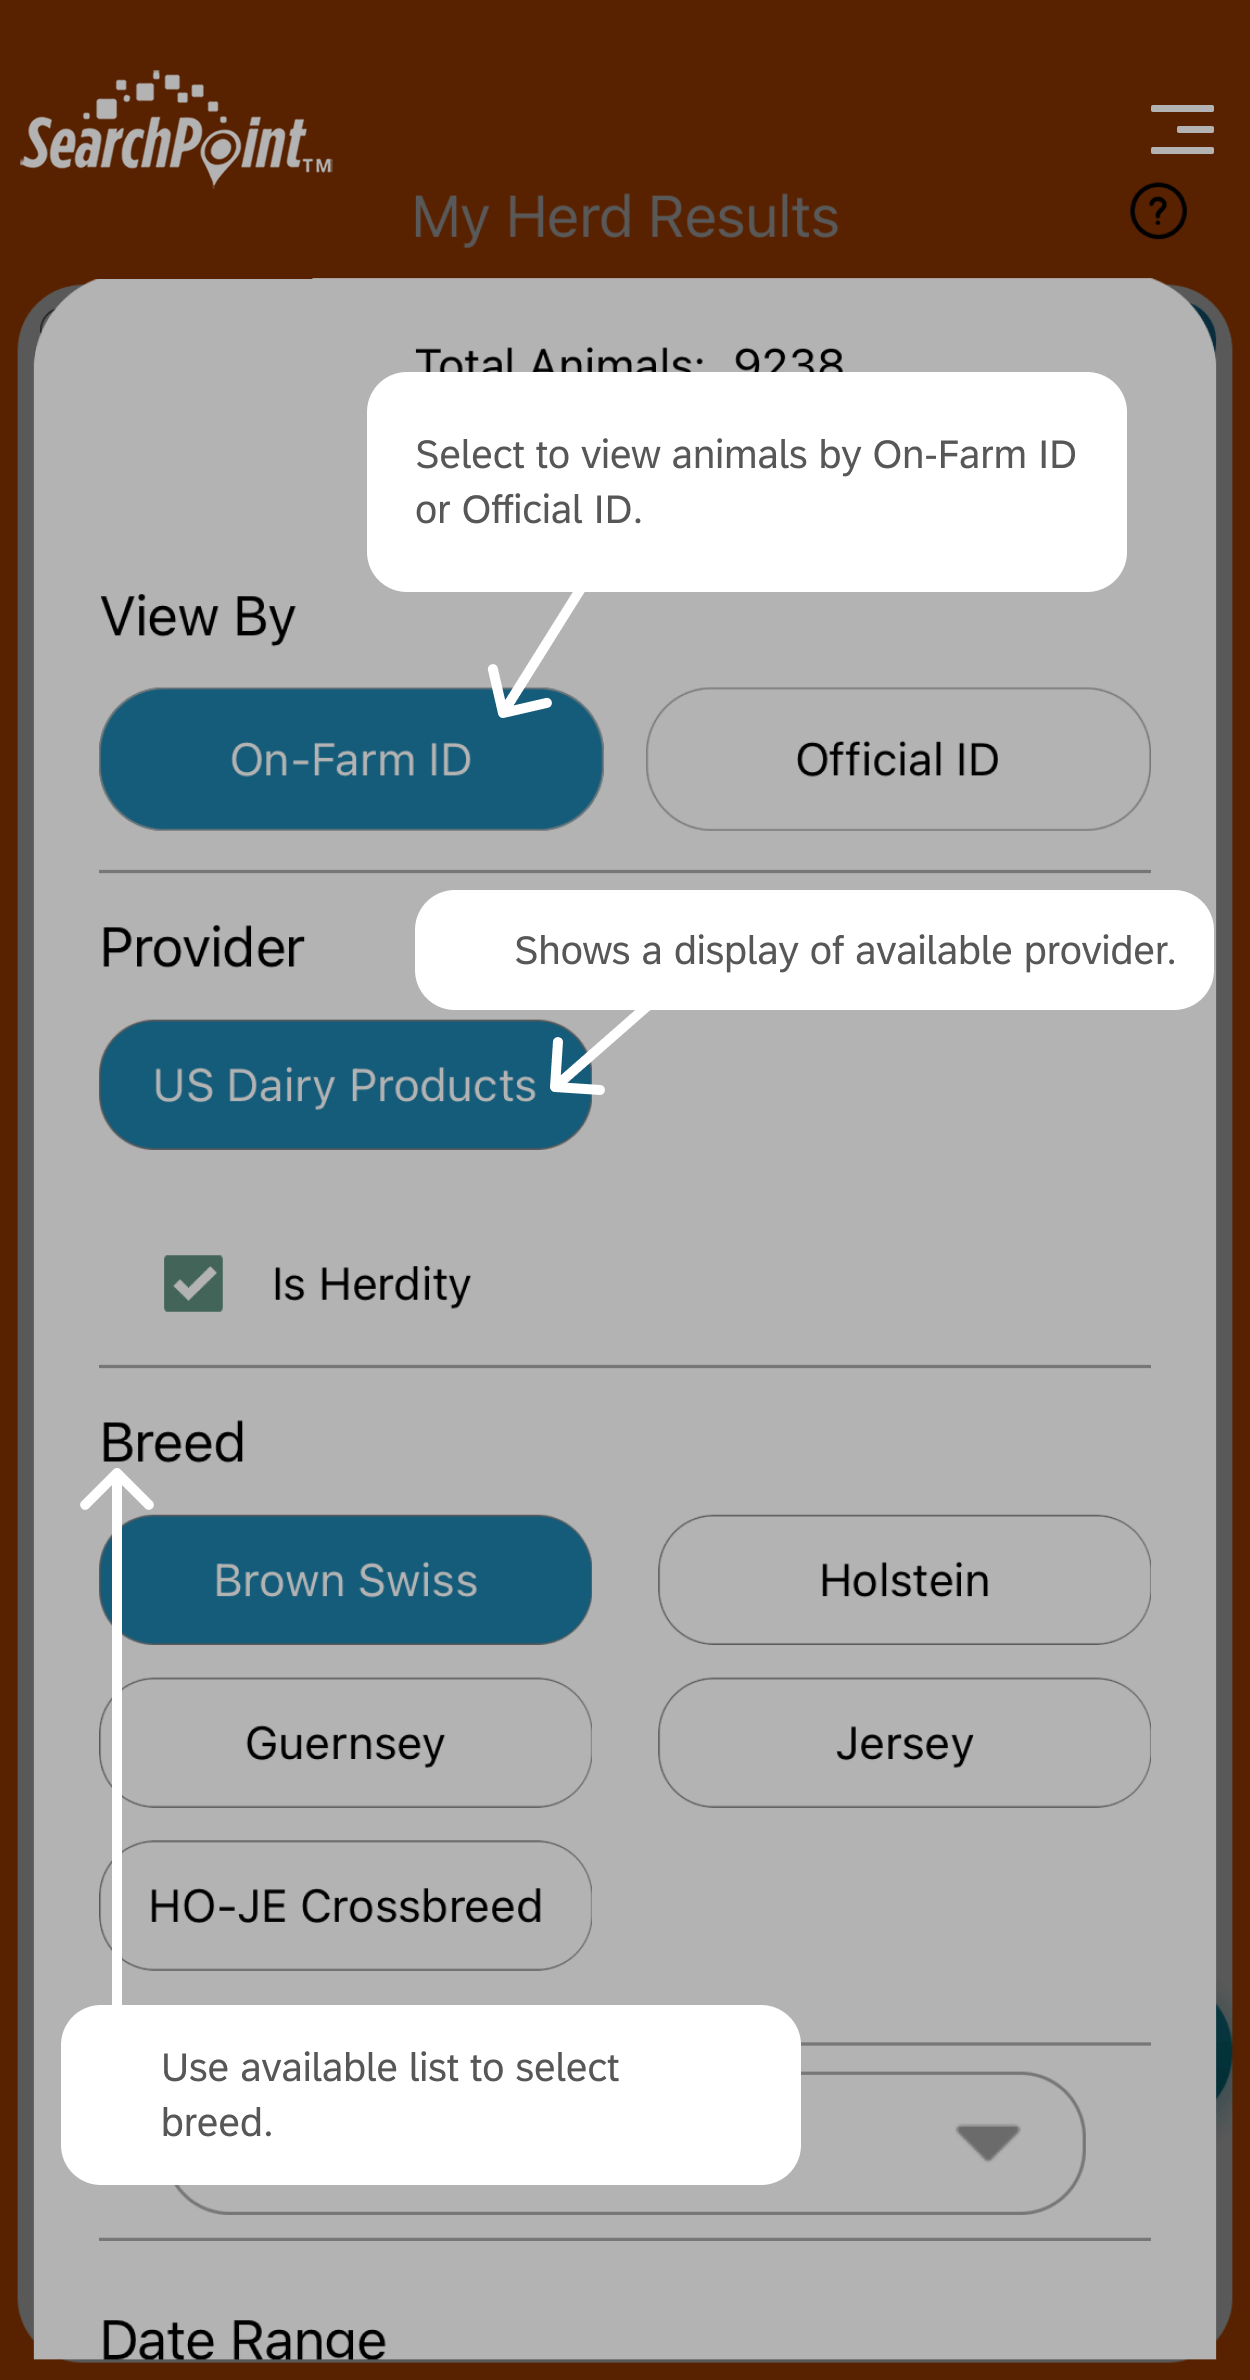 SearchPoint™
My Herd Results
?
Total Animals: 9238
Select to view animals by On-Farm ID
or Official ID.
View By
On-Farm ID
Official ID
Provider
Shows a display of available provider.
US Dairy Products
Is Herdity
Breed
Brown Swiss
Holstein
Guernsey
Jersey
HO-JE Crossbreed
Use available list to select
breed.
Date Range